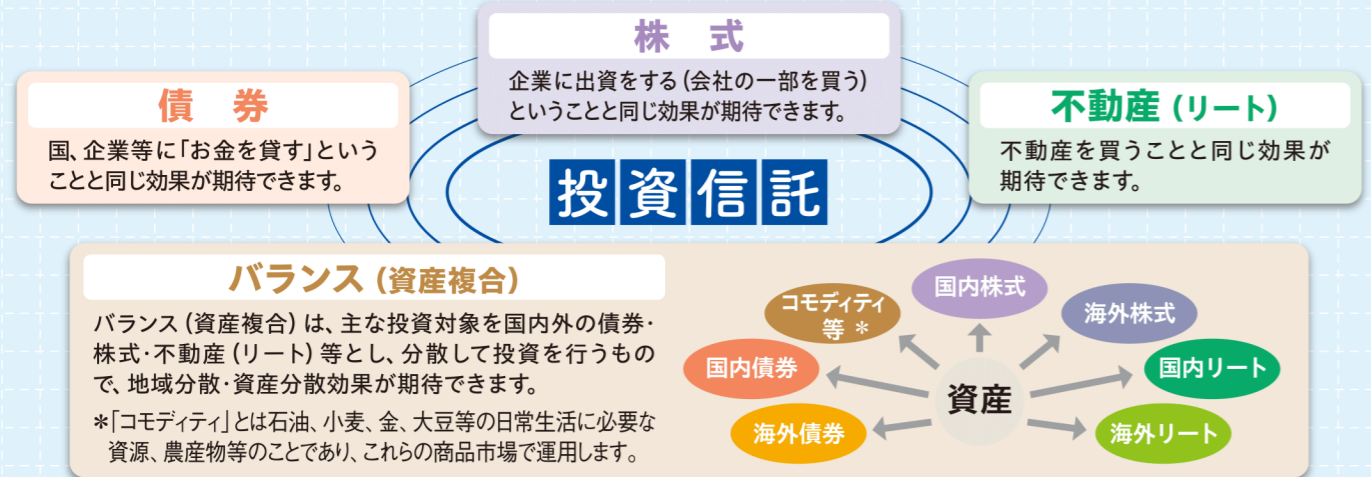 株 式
企業に出資をする(会社の一部を買う)
ということと同じ効果が期待できます。
債 券
国、企業等に「お金を貸す」という
ことと同じ効果が期待できます。
不動産(リート)
不動産を買うことと同じ効果が
期待できます。
投資信託
バランス(資産複合)
バランス(資産複合)は、主な投資対象を国内外の債券・
株式・不動産(リート)等とし、分散して投資を行うもの
で、地域分散・資産分散効果が期待できます。
*「コモディティ」とは石油、小麦、金、大豆等の日常生活に必要な
資源、農産物等のことであり、これらの商品市場で運用します。
国内株式
コモディティ
等 *
海外株式
国内債券
国内リート
資産
海外債券
海外リート